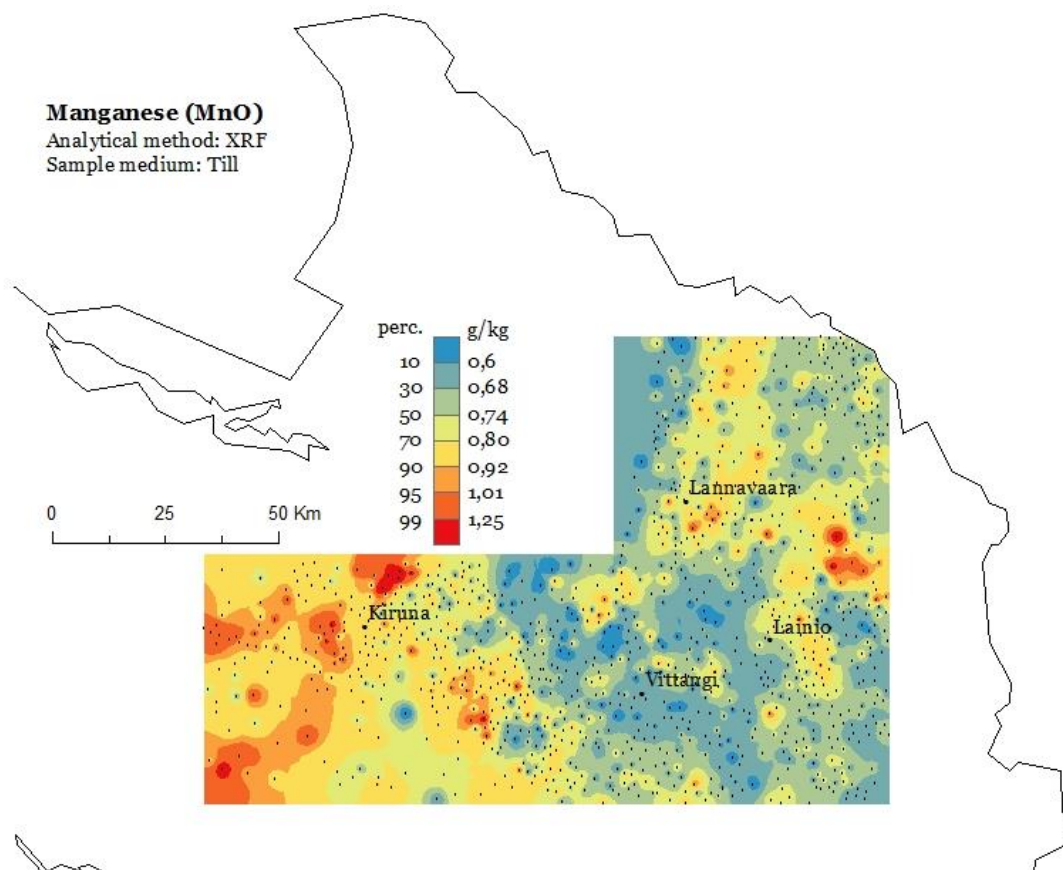 Manganese (MnO)
Analytical method: XRF
Sample medium: Till
perc. g/kg
10 0,6
30 0,68
50 0,74
70 0,80
90 0,92
95 1,01
99 1,25
0 25 50 Km
Lannavaara
Kiruna
Lainio
Vittangi